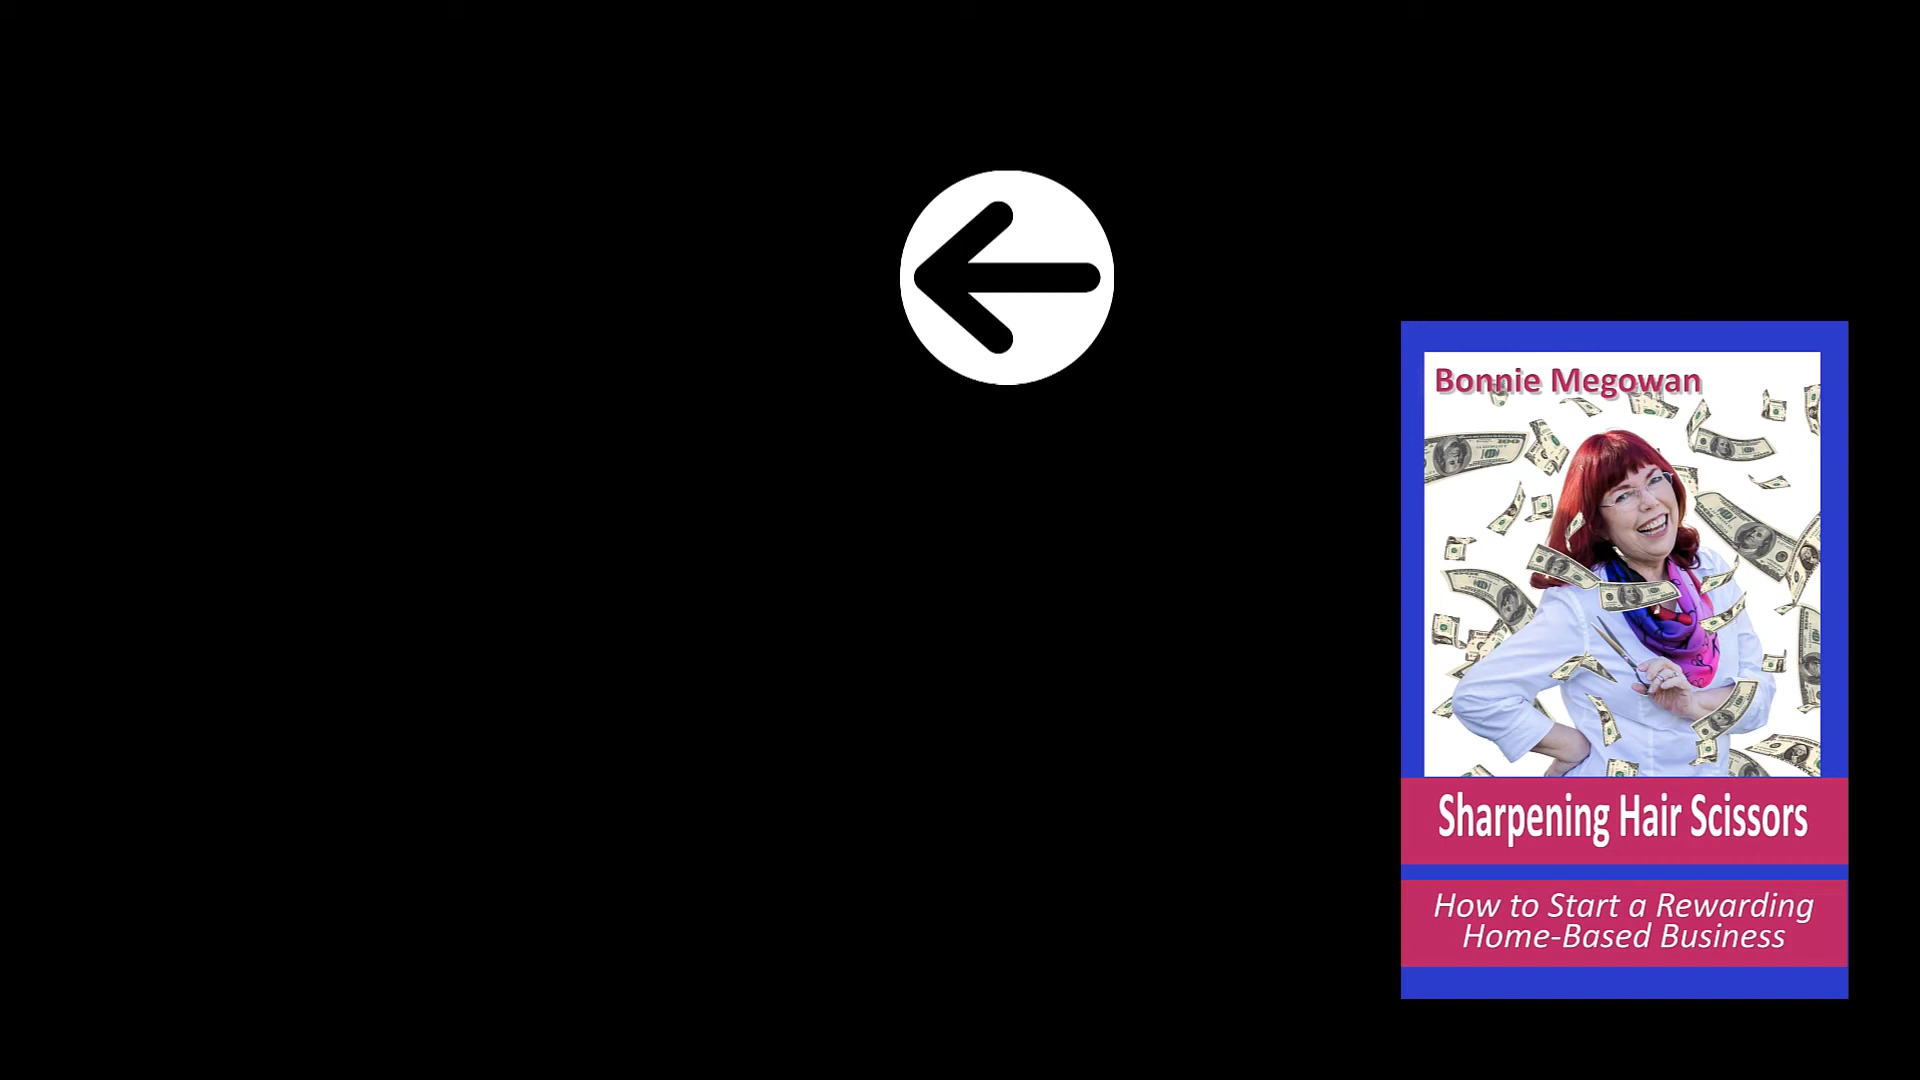 Bonnie Megowan
Sharpening Hair Scissors
How to Start a Rewarding
Home-Based Business